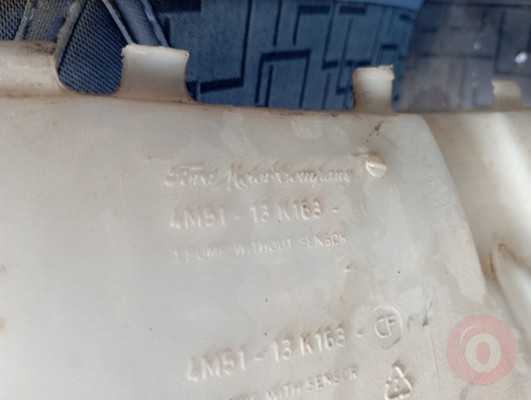 Ford Motor Company
4M51 - 13 K163 -
1 PUMP WITHOUT SENSOR
4M51 - 13 K163 - CF
WITH SENSOR